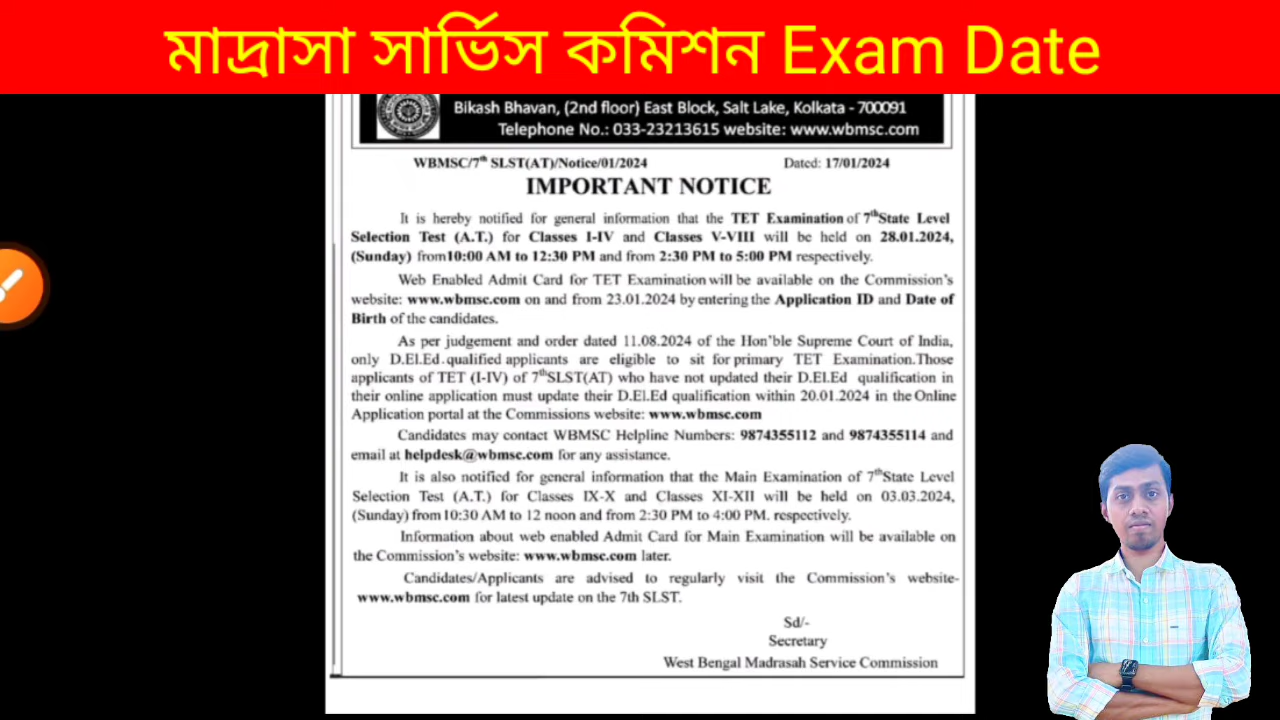 মাদ্রাসা সার্ভিস কমিশন Exam Date
Bikash Bhavan, (2nd floor) East Block, Salt Lake, Kolkata - 700091
Telephone No.: 033-23213615 website: www.wbmsc.com
WBMSC/7th SLST(AT)/Notice/01/2024 Dated: 17/01/2024
IMPORTANT NOTICE
It is hereby notified for general information that the TET Examination of 7th State Level
Selection Test (A.T.) for Classes I-IV and Classes V-VIII will be held on 28.01.2024,
(Sunday) from 10:00 AM to 12:30 PM and from 2:30 PM to 5:00 PM respectively.
Web Enabled Admit Card for TET Examination will be available on the Commission's
website: www.wbmsc.com on and from 23.01.2024 by entering the Application ID and Date of
Birth of the candidates.
As per judgement and order dated 11.08.2024 of the Hon'ble Supreme Court of India,
only D.El.Ed. qualified applicants are eligible to sit for primary TET Examination. Those
applicants of TET (I-IV) of 7th SLST(AT) who have not updated their D.El.Ed qualification in
their online application must update their D.El.Ed qualification within 20.01.2024 in the Online
Application portal at the Commissions website: www.wbmsc.com
Candidates may contact WBMSC Helpline Numbers: 9874355112 and 9874355114 and
email at helpdesk@wbmsc.com for any assistance.
It is also notified for general information that the Main Examination of 7th State Level
Selection Test (A.T.) for Classes IX-X and Classes XI-XII will be held on 03.03.2024,
(Sunday) from 10:30 AM to 12 noon and from 2:30 PM to 4:00 PM. respectively.
Information about web enabled Admit Card for Main Examination will be available on
the Commission's website: www.wbmsc.com later.
Candidates/Applicants are advised to regularly visit the Commission's website-
www.wbmsc.com for latest update on the 7th SLST.
Sd/-
Secretary
West Bengal Madrasah Service Commission